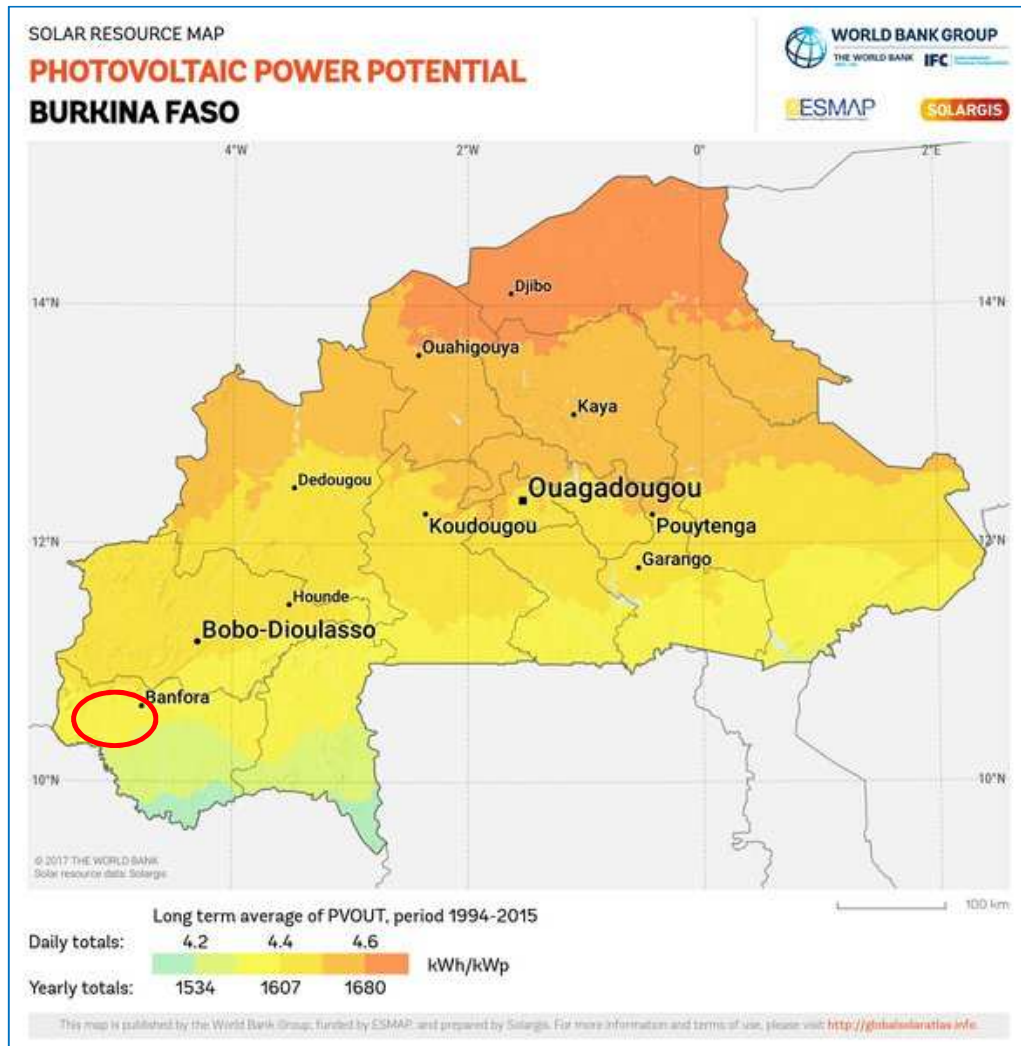 SOLAR RESOURCE MAP
PHOTOVOLTAIC POWER POTENTIAL
BURKINA FASO
WORLD BANK GROUP
THE WORLD BANK
IFC
ESMAP
SOLARGIS
4°W 2°W 0° 2°E
Djibo
14°N 14°N
Ouahigouya
Kaya
Dedougou
Ouagadougou
Koudougou Pouytenga
12°N 12°N
Garango
Hounde
Bobo-Dioulasso
Banfora
10°N 10°N
© 2017 THE WORLD BANK
Solar resource data: Solargis
100 km
Long term average of PVOUT, period 1994-2015
Daily totals: 4.2 4.4 4.6
kWh/kWp
Yearly totals: 1534 1607 1680
This map is published by the World Bank Group, funded by ESMAP, and prepared by Solargis. For more information and terms of use, please visit http://globalsolaratlas.info.